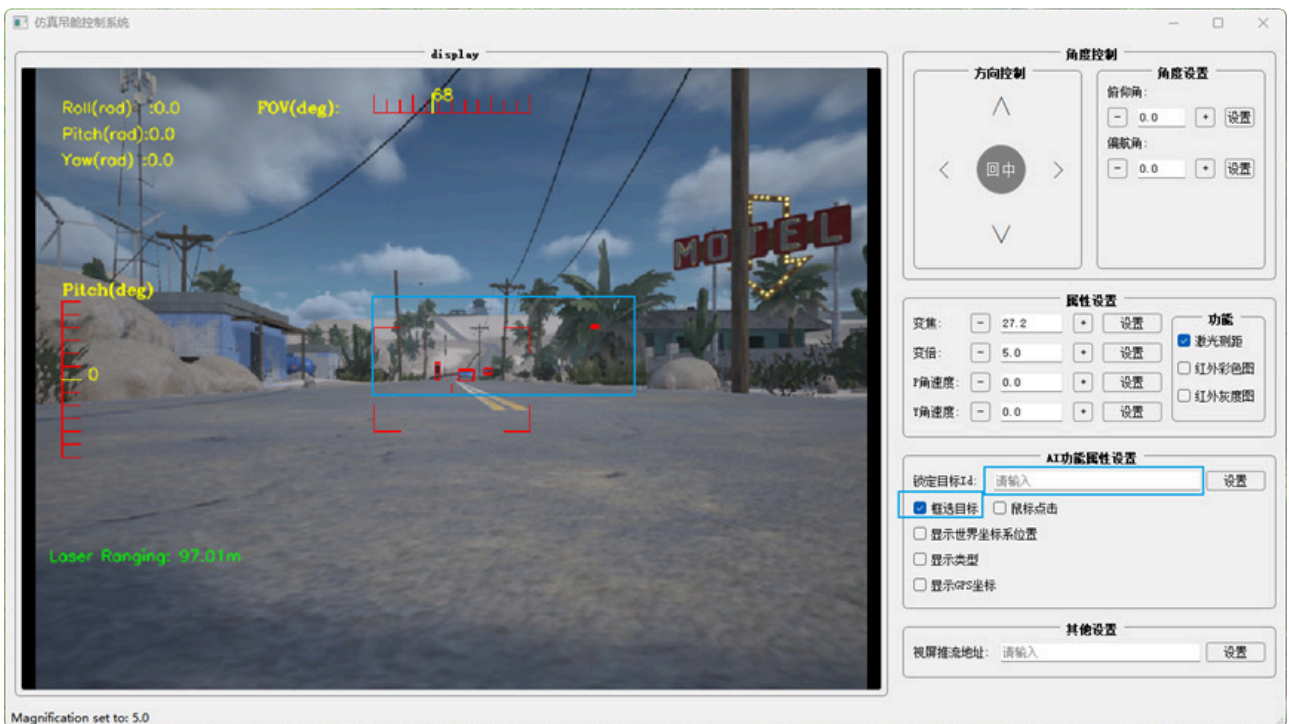 仿真吊舱控制系统
display
Roll(rad) :0.0
Pitch(rad):0.0
Yaw(rad) :0.0
FOV(deg):
68
MOTEL
Pitch(deg)
0
Laser Ranging: 97.01m
角度控制
方向控制
回中
角度设置
俯仰角:
- 0.0 + 设置
偏航角:
- 0.0 + 设置
属性设置
变焦: - 27.2 + 设置
变倍: - 5.0 + 设置
P角速度: - 0.0 + 设置
Y角速度: - 0.0 + 设置
功能
激光测距
红外彩色图
红外灰度图
AI功能属性设置
锁定目标Id: 请输入 设置
框选目标 鼠标点击
显示世界坐标系位置
显示类型
显示GPS坐标
其他设置
视屏推流地址: 请输入 设置
Magnification set to: 5.0